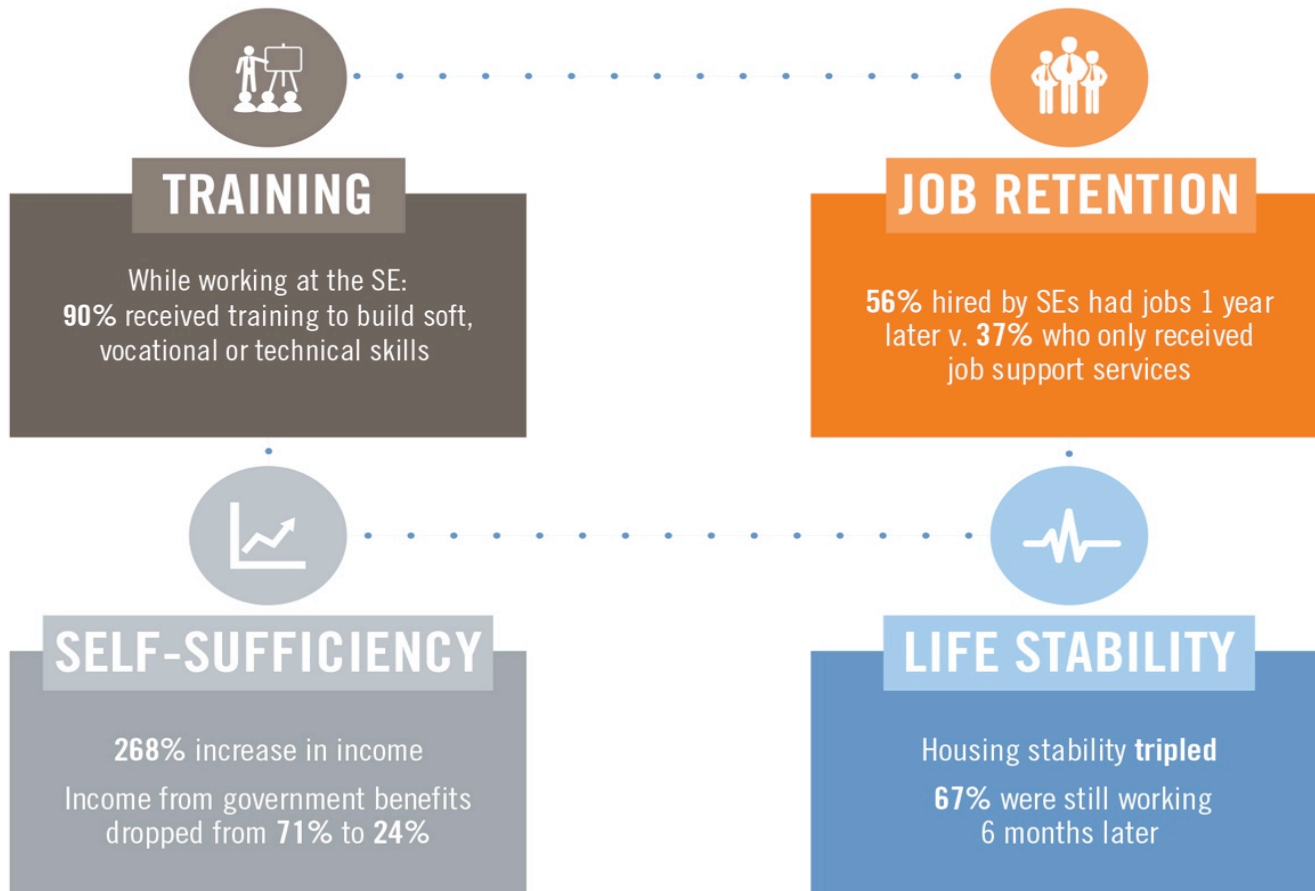 TRAINING
While working at the SE:
90% received training to build soft,
vocational or technical skills
JOB RETENTION
56% hired by SEs had jobs 1 year
later v. 37% who only received
job support services
SELF-SUFFICIENCY
268% increase in income
Income from government benefits
dropped from 71% to 24%
LIFE STABILITY
Housing stability tripled
67% were still working
6 months later